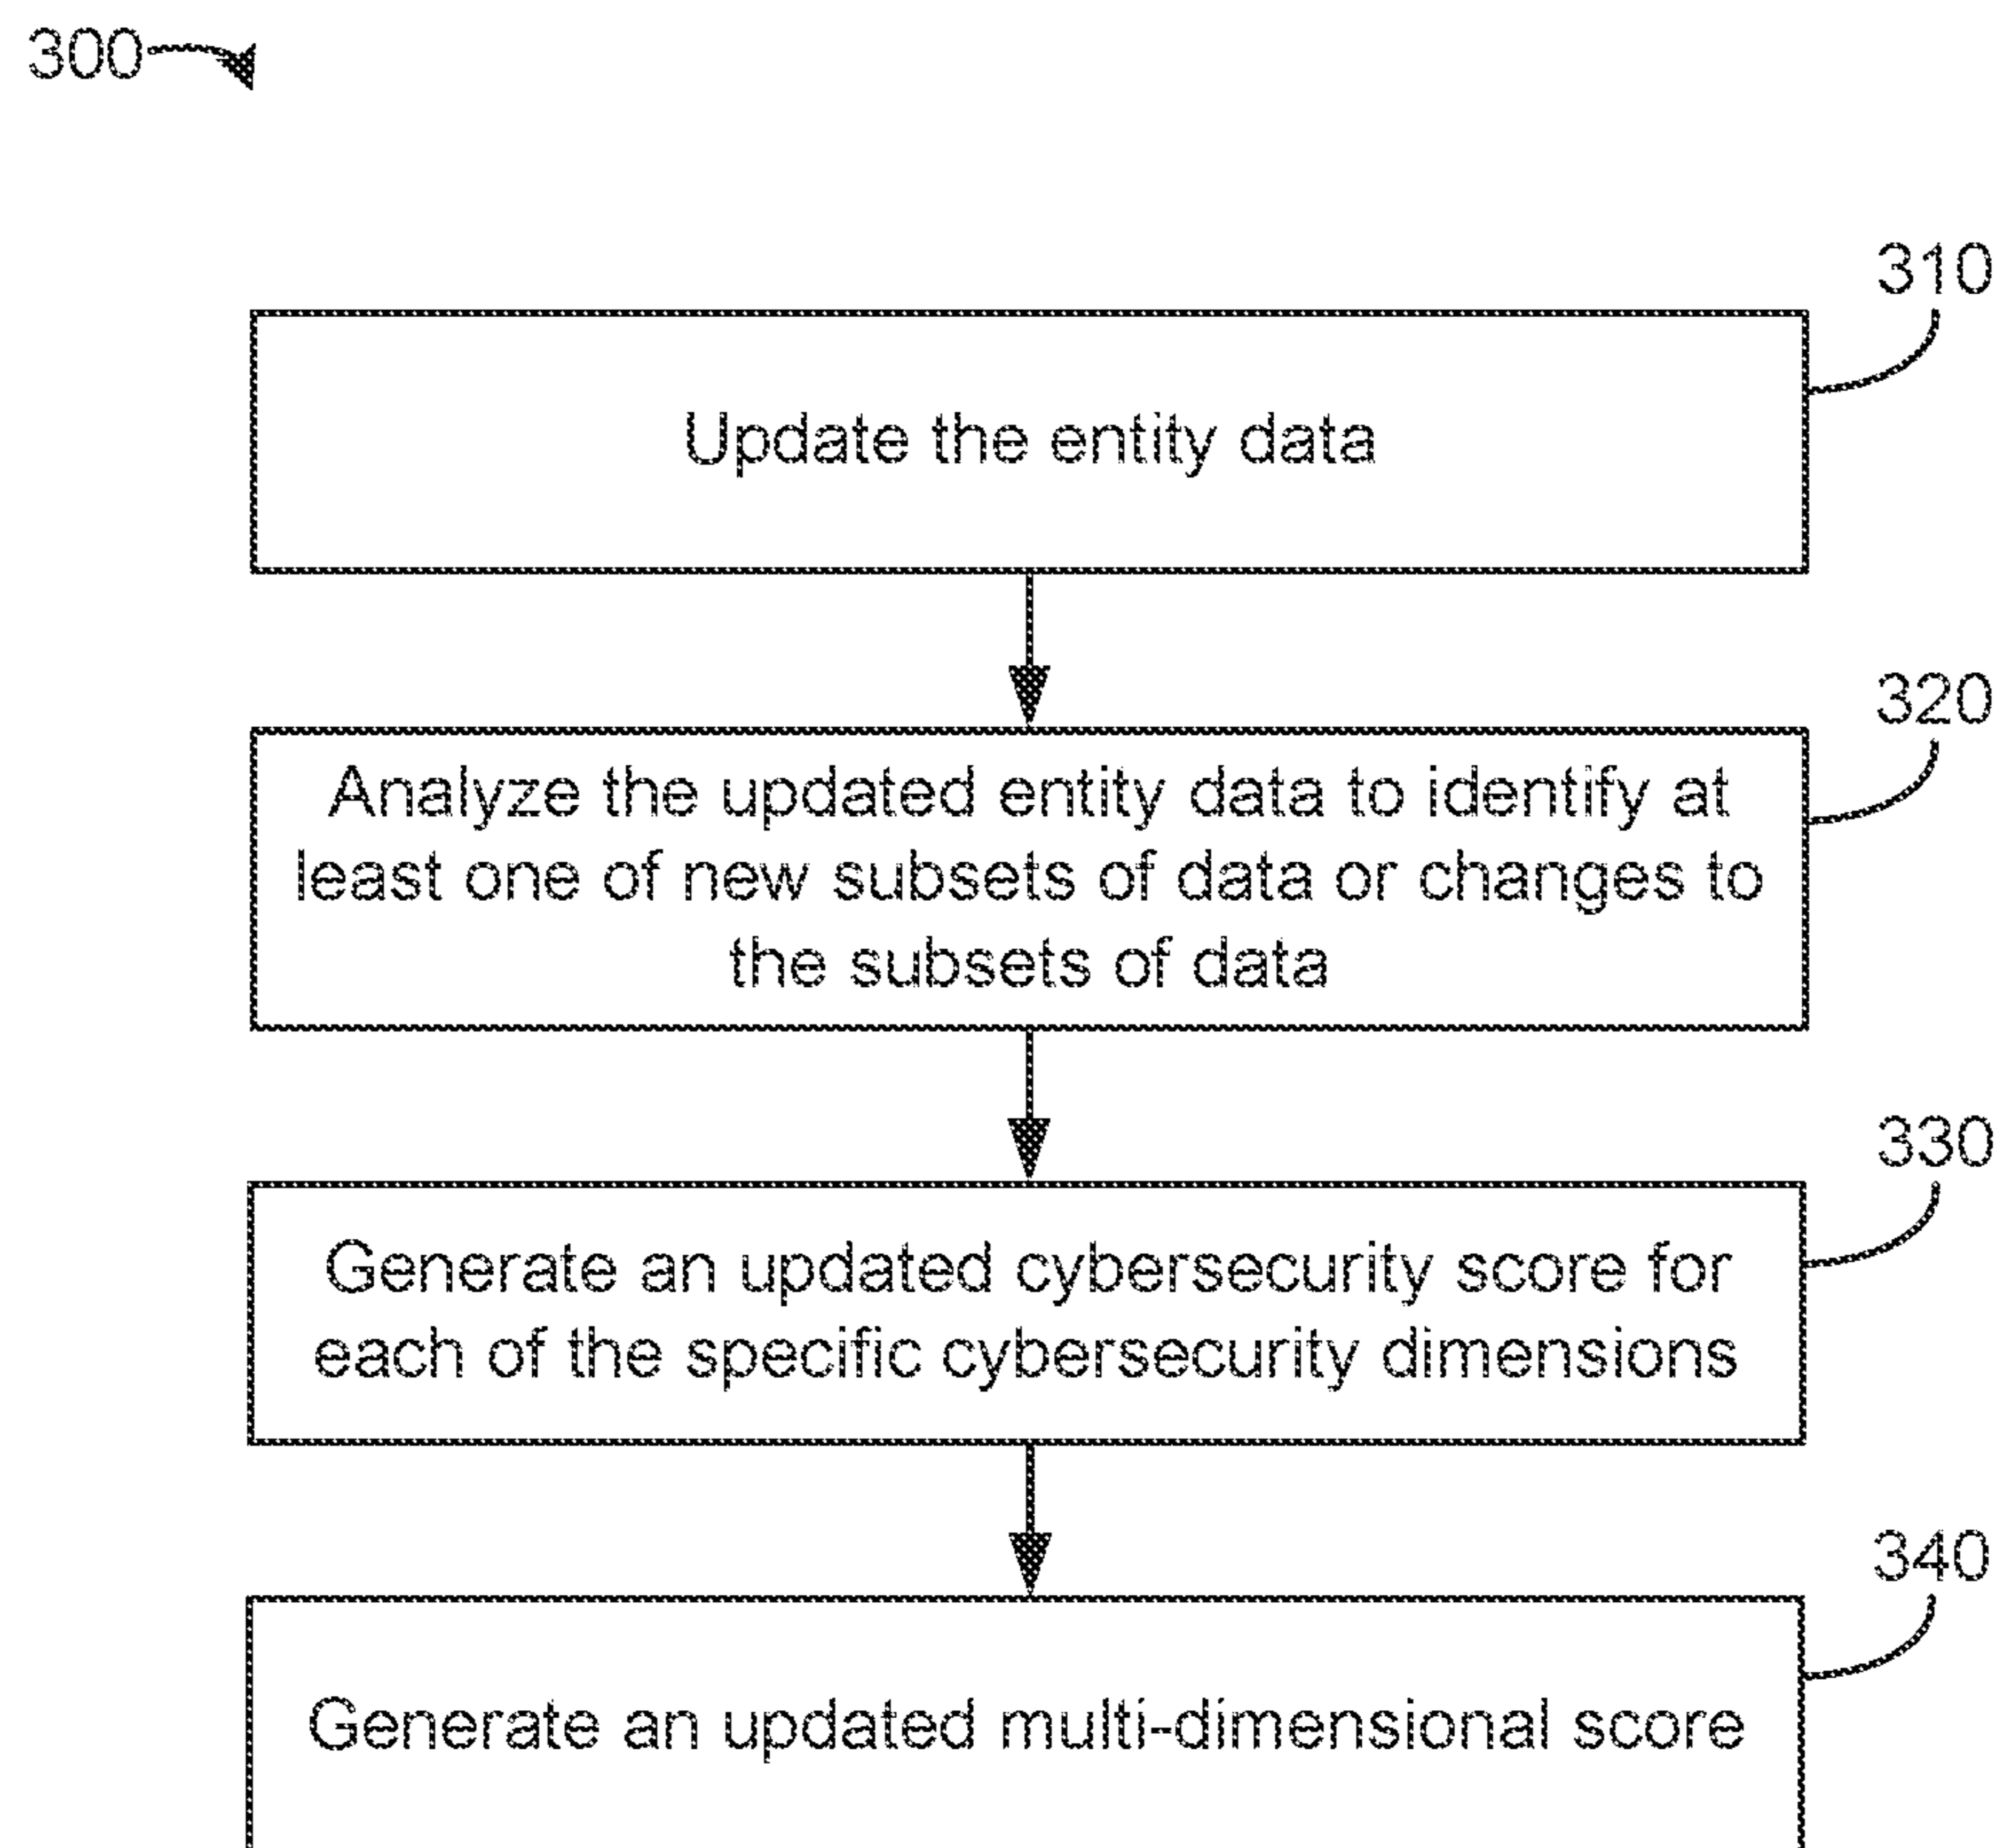 300
310
Update the entity data
320
Analyze the updated entity data to identify at
least one of new subsets of data or changes to
the subsets of data
330
Generate an updated cybersecurity score for
each of the specific cybersecurity dimensions
340
Generate an updated multi-dimensional score